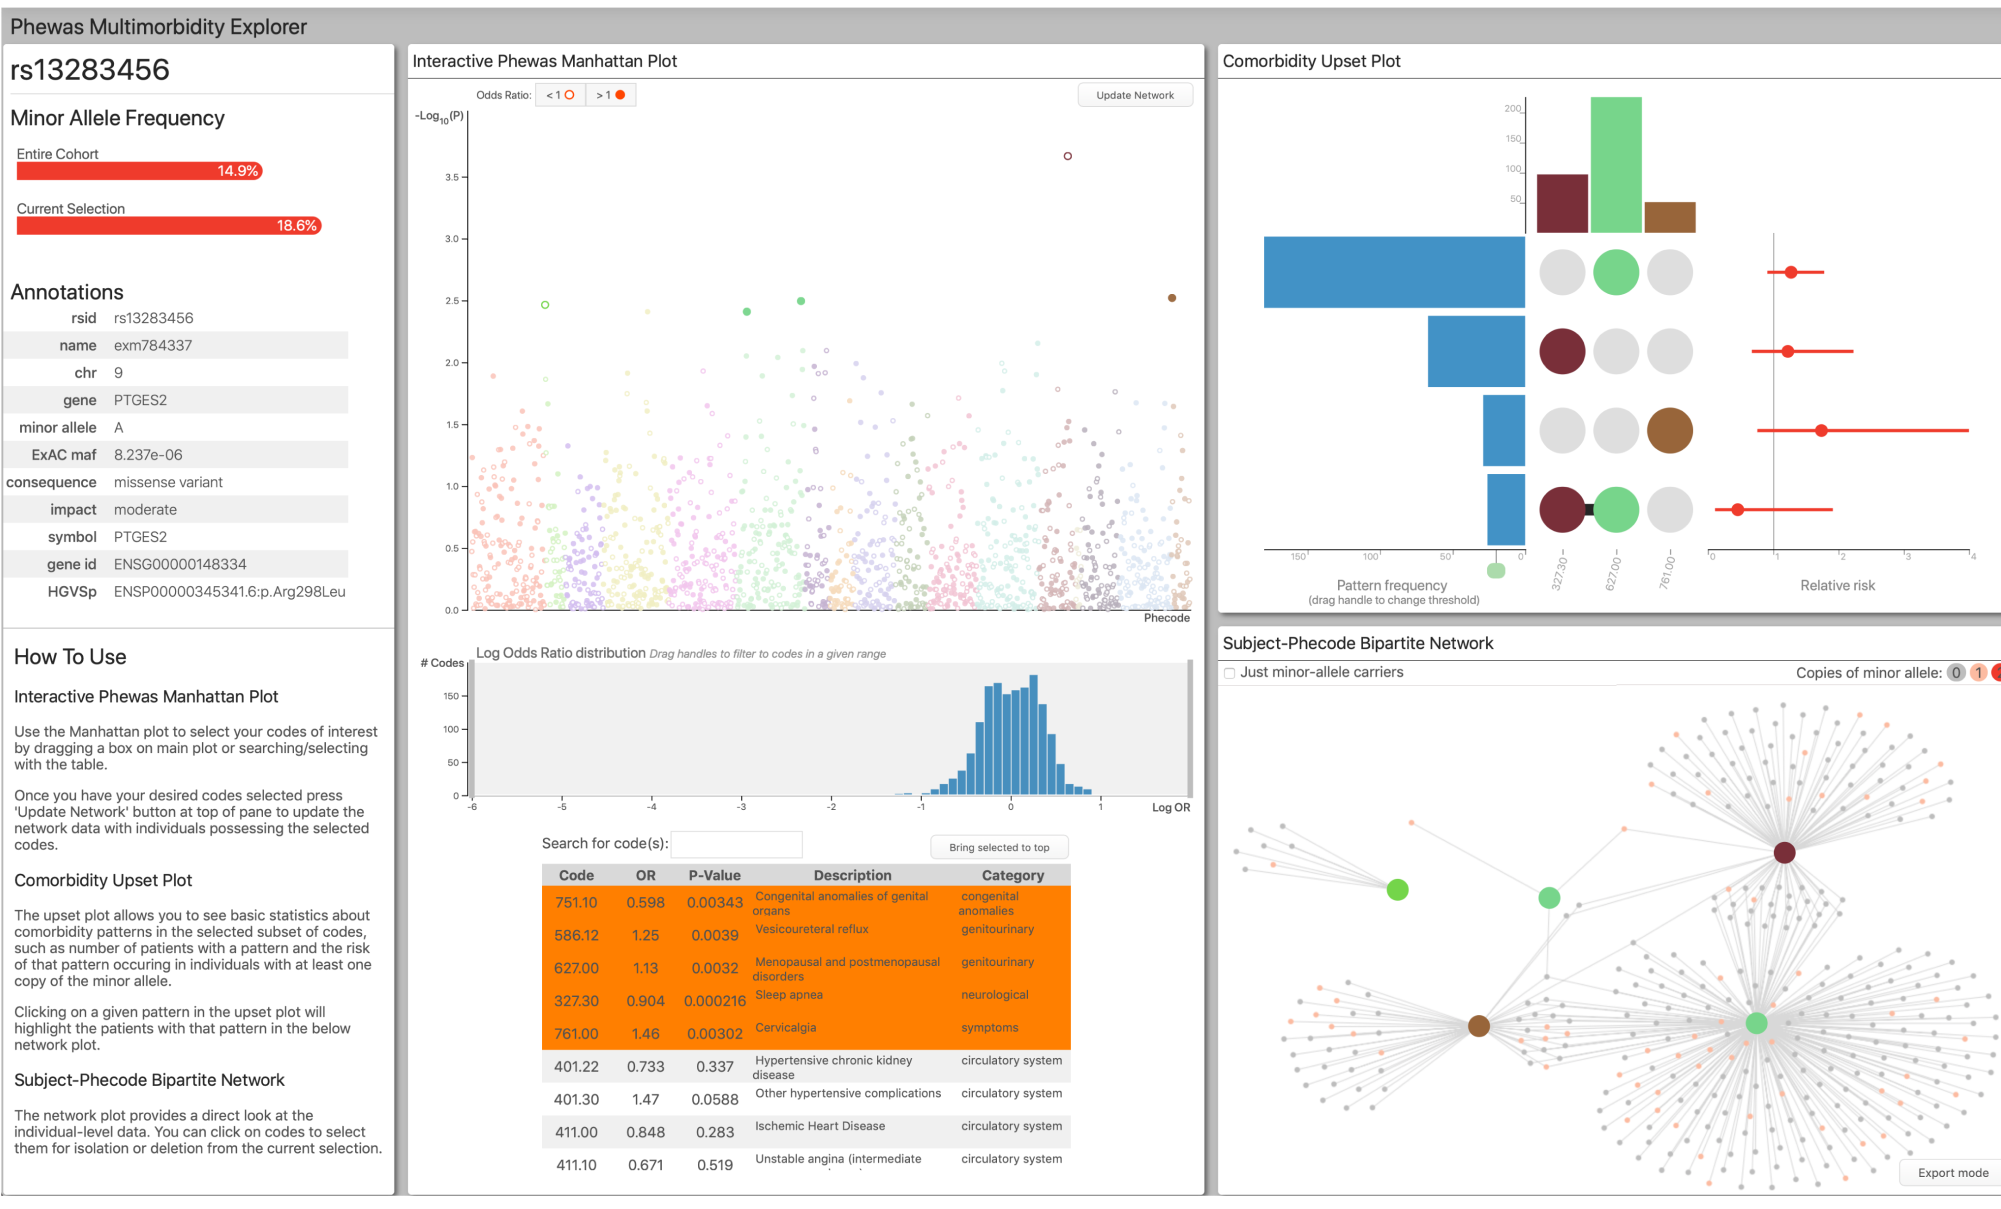 Phewas Multimorbidity Explorer
rs13283456
Minor Allele Frequency
Entire Cohort
14.9%
Current Selection
18.6%
Annotations
rsid rs13283456
name exm784337
chr 9
gene PTGES2
minor allele A
ExAC maf 8.237e-06
consequence missense variant
impact moderate
symbol PTGES2
gene id ENSG00000148334
HGVSp ENSP00000345341.6:p.Arg298Leu
How To Use
Interactive Phewas Manhattan Plot
Use the Manhattan plot to select your codes of interest
by dragging a box on main plot or searching/selecting
with the table.
Once you have your desired codes selected press
'Update Network' button at top of pane to update the
network data with individuals possessing the selected
codes.
Comorbidity Upset Plot
The upset plot allows you to see basic statistics about
comorbidity patterns in the selected subset of codes,
such as number of patients with a pattern and the risk
of that pattern occuring in individuals with at least one
copy of the minor allele.
Clicking on a given pattern in the upset plot will
highlight the patients with that pattern in the below
network plot.
Subject-Phecode Bipartite Network
The network plot provides a direct look at the
individual-level data. You can click on codes to select
them for isolation or deletion from the current selection.
Interactive Phewas Manhattan Plot
Odds Ratio: < 1 > 1
Update Network
-Log10(P)
3.5
3.0
2.5
2.0
1.5
1.0
0.5
0.0
Phecode
Log Odds Ratio distribution Drag handles to filter to codes in a given range
# Codes
150
100
50
0
-6 -5 -4 -3 -2 -1 0 1
Log OR
Search for code(s):
Bring selected to top
Code OR P-Value Description Category
751.10 0.598 0.00343 Congenital anomalies of genital organs congenital anomalies
586.12 1.25 0.0039 Vesicoureteral reflux genitourinary
627.00 1.13 0.0032 Menopausal and postmenopausal disorders genitourinary
327.30 0.904 0.000216 Sleep apnea neurological
761.00 1.46 0.00302 Cervicalgia symptoms
401.22 0.733 0.337 Hypertensive chronic kidney disease circulatory system
401.30 1.47 0.0588 Other hypertensive complications circulatory system
411.00 0.848 0.283 Ischemic Heart Disease circulatory system
411.10 0.671 0.519 Unstable angina (intermediate circulatory system
Comorbidity Upset Plot
200
150
100
50
150 100 50 0
Pattern frequency
(drag handle to change threshold)
327.30 627.00 761.00
0 1 2 3 4
Relative risk
Subject-Phecode Bipartite Network
Just minor-allele carriers
Copies of minor allele: 0 1
Export mode